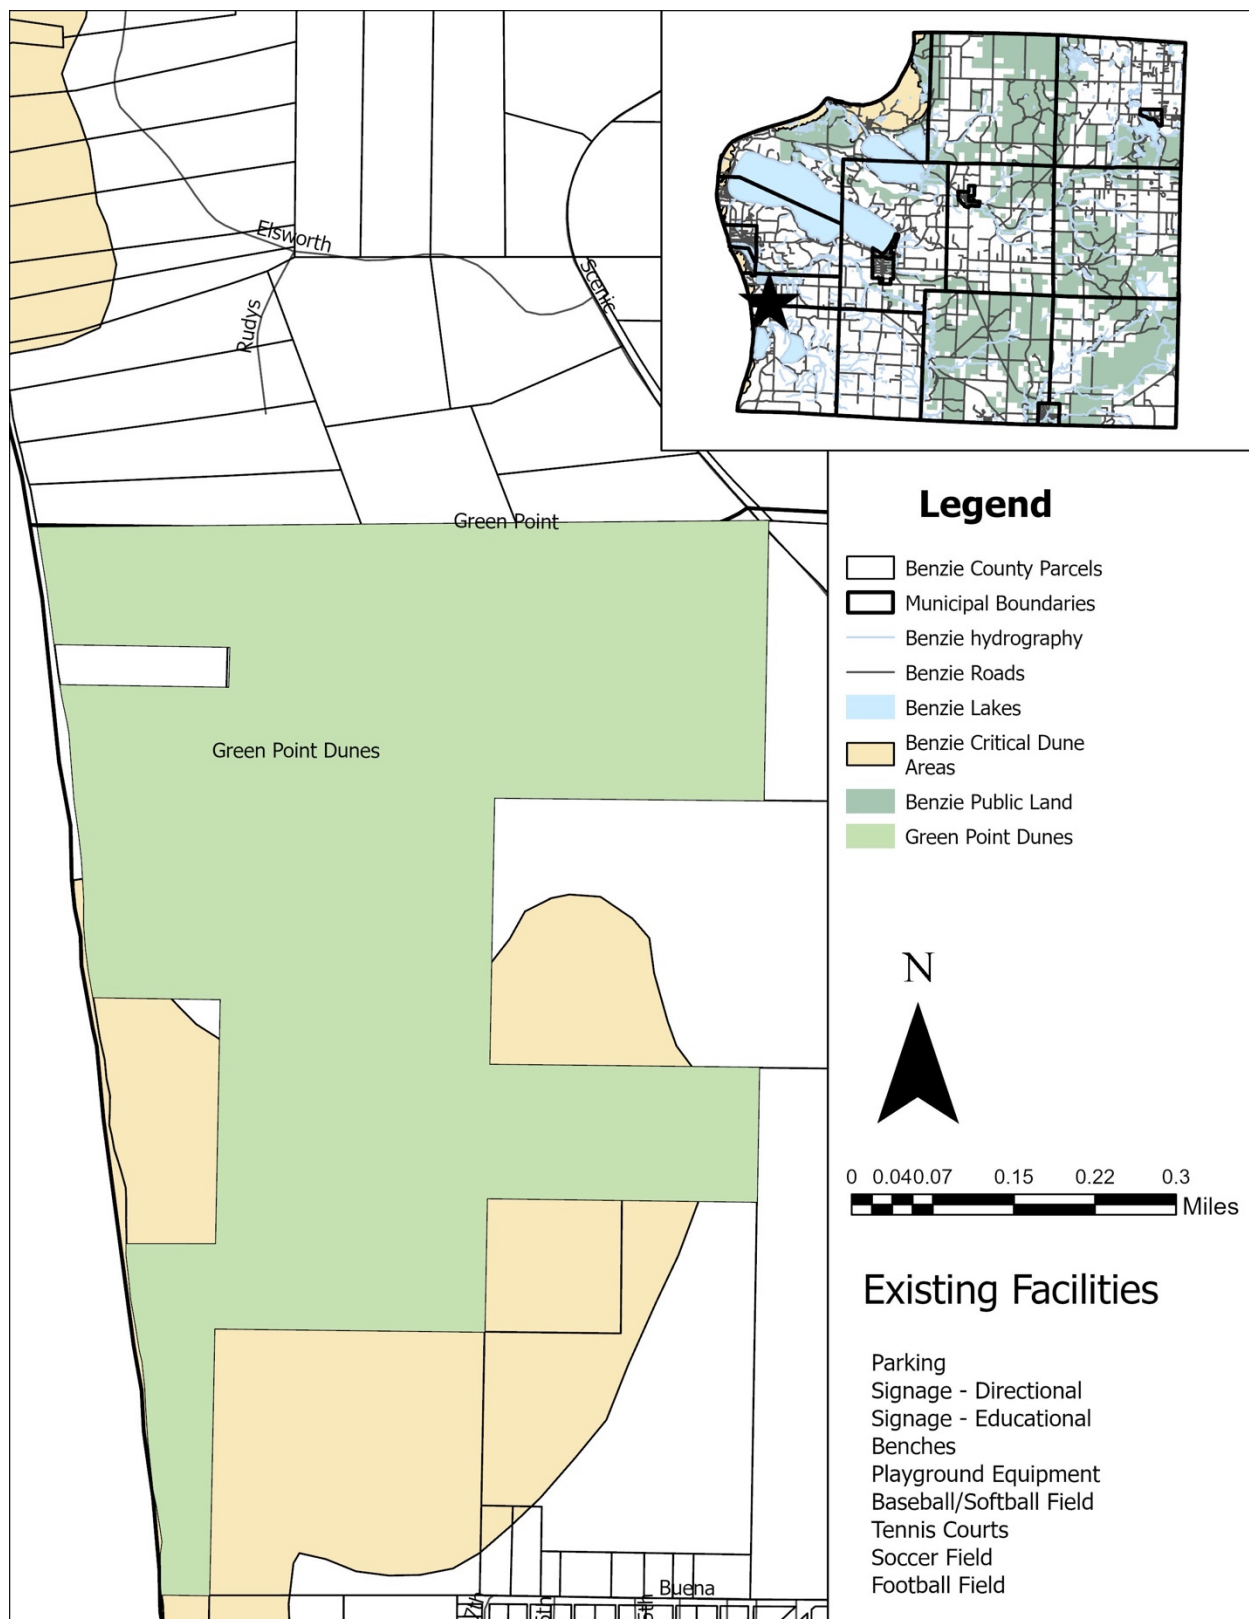 Elsworth
Scenic
Rudys
Green Point
Green Point Dunes
Buena
7th
6th
5th
Legend
Benzie County Parcels
Municipal Boundaries
Benzie hydrography
Benzie Roads
Benzie Lakes
Benzie Critical Dune
Areas
Benzie Public Land
Green Point Dunes
N
0 0.040.07 0.15 0.22 0.3
Miles
Existing Facilities
Parking
Signage - Directional
Signage - Educational
Benches
Playground Equipment
Baseball/Softball Field
Tennis Courts
Soccer Field
Football Field